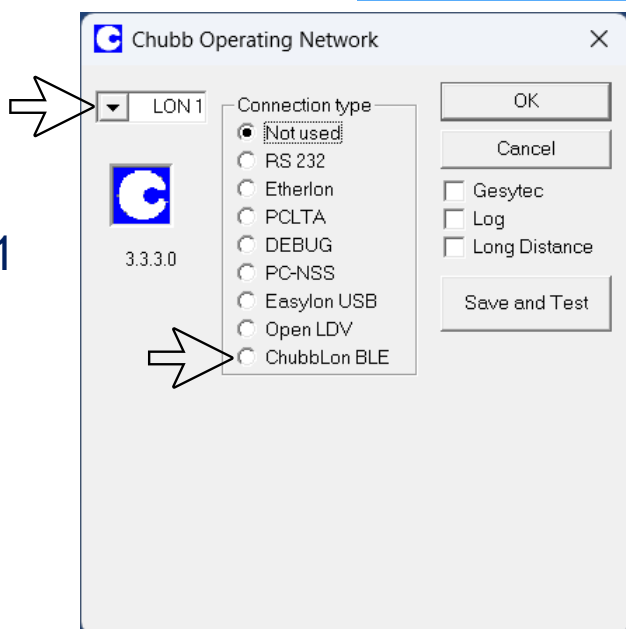 Chubb Operating Network
LON 1
3.3.3.0
Connection type
Not used
RS 232
Etherlon
PCLTA
DEBUG
PC-NSS
Easylon USB
Open LDV
ChubbLon BLE
OK
Cancel
Gesytec
Log
Long Distance
Save and Test
1